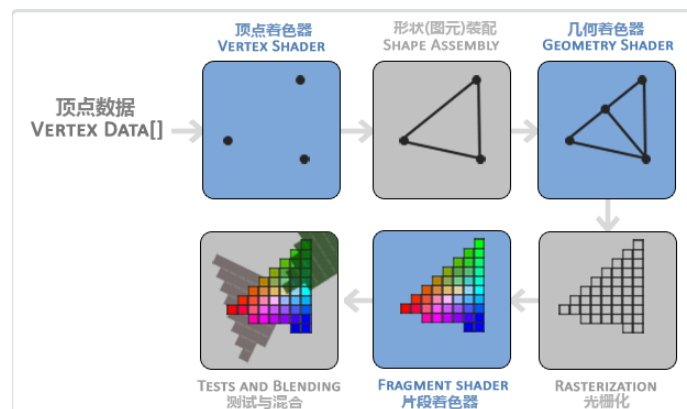 顶点着色器
VERTEX SHADER
形状(图元)装配
SHAPE ASSEMBLY
几何着色器
GEOMETRY SHADER
顶点数据
VERTEX DATA[]
TESTS AND BLENDING
测试与混合
FRAGMENT SHADER
片段着色器
RASTERIZATION
光栅化